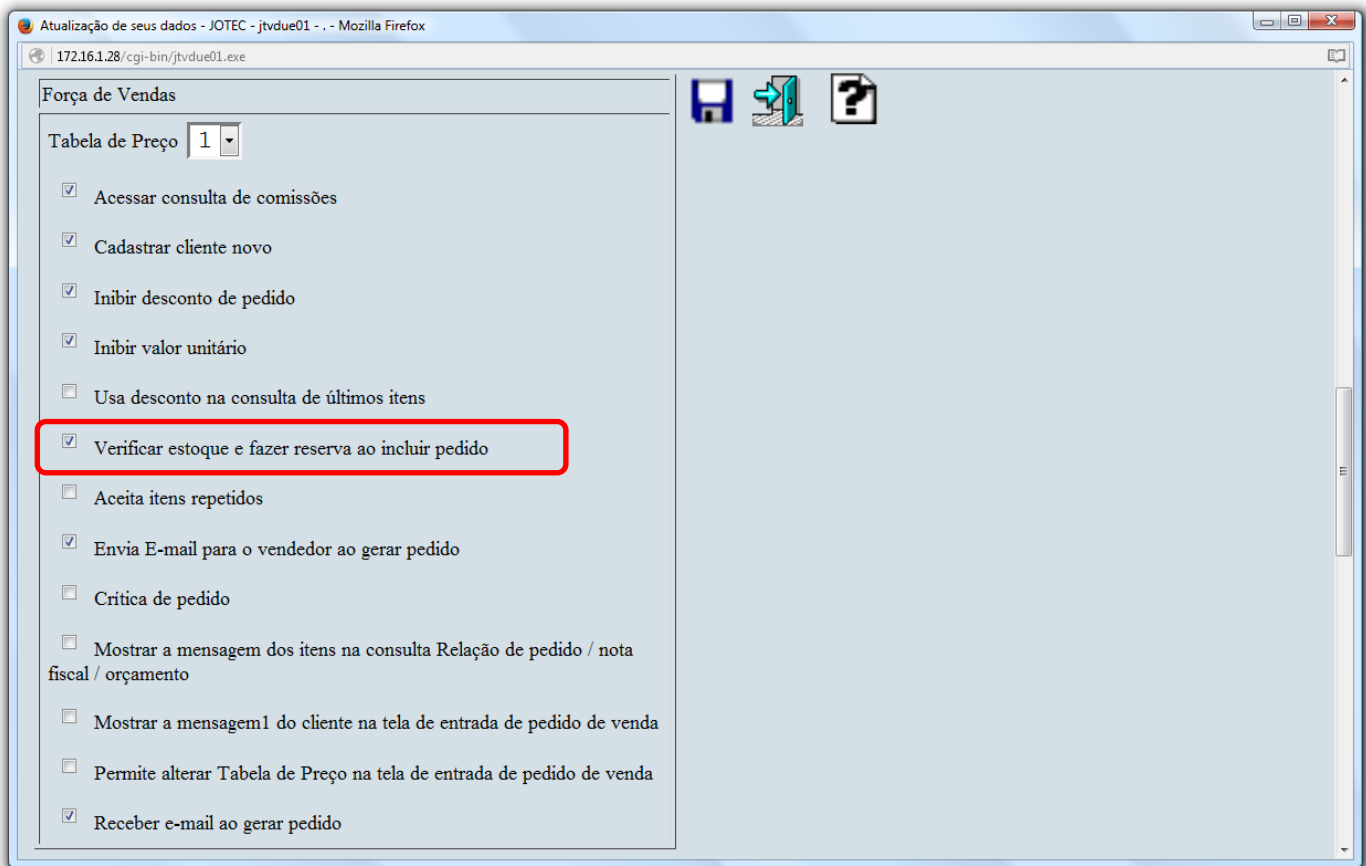 Atualização de seus dados - JOTEC - jtvdue01 - . - Mozilla Firefox
172.16.1.28/cgi-bin/jtvdue01.exe
Força de Vendas
Tabela de Preço 1
Acessar consulta de comissões
Cadastrar cliente novo
Inibir desconto de pedido
Inibir valor unitário
Usa desconto na consulta de últimos itens
Verificar estoque e fazer reserva ao incluir pedido
Aceita itens repetidos
Envia E-mail para o vendedor ao gerar pedido
Crítica de pedido
Mostrar a mensagem dos itens na consulta Relação de pedido / nota
fiscal / orçamento
Mostrar a mensagem1 do cliente na tela de entrada de pedido de venda
Permite alterar Tabela de Preço na tela de entrada de pedido de venda
Receber e-mail ao gerar pedido